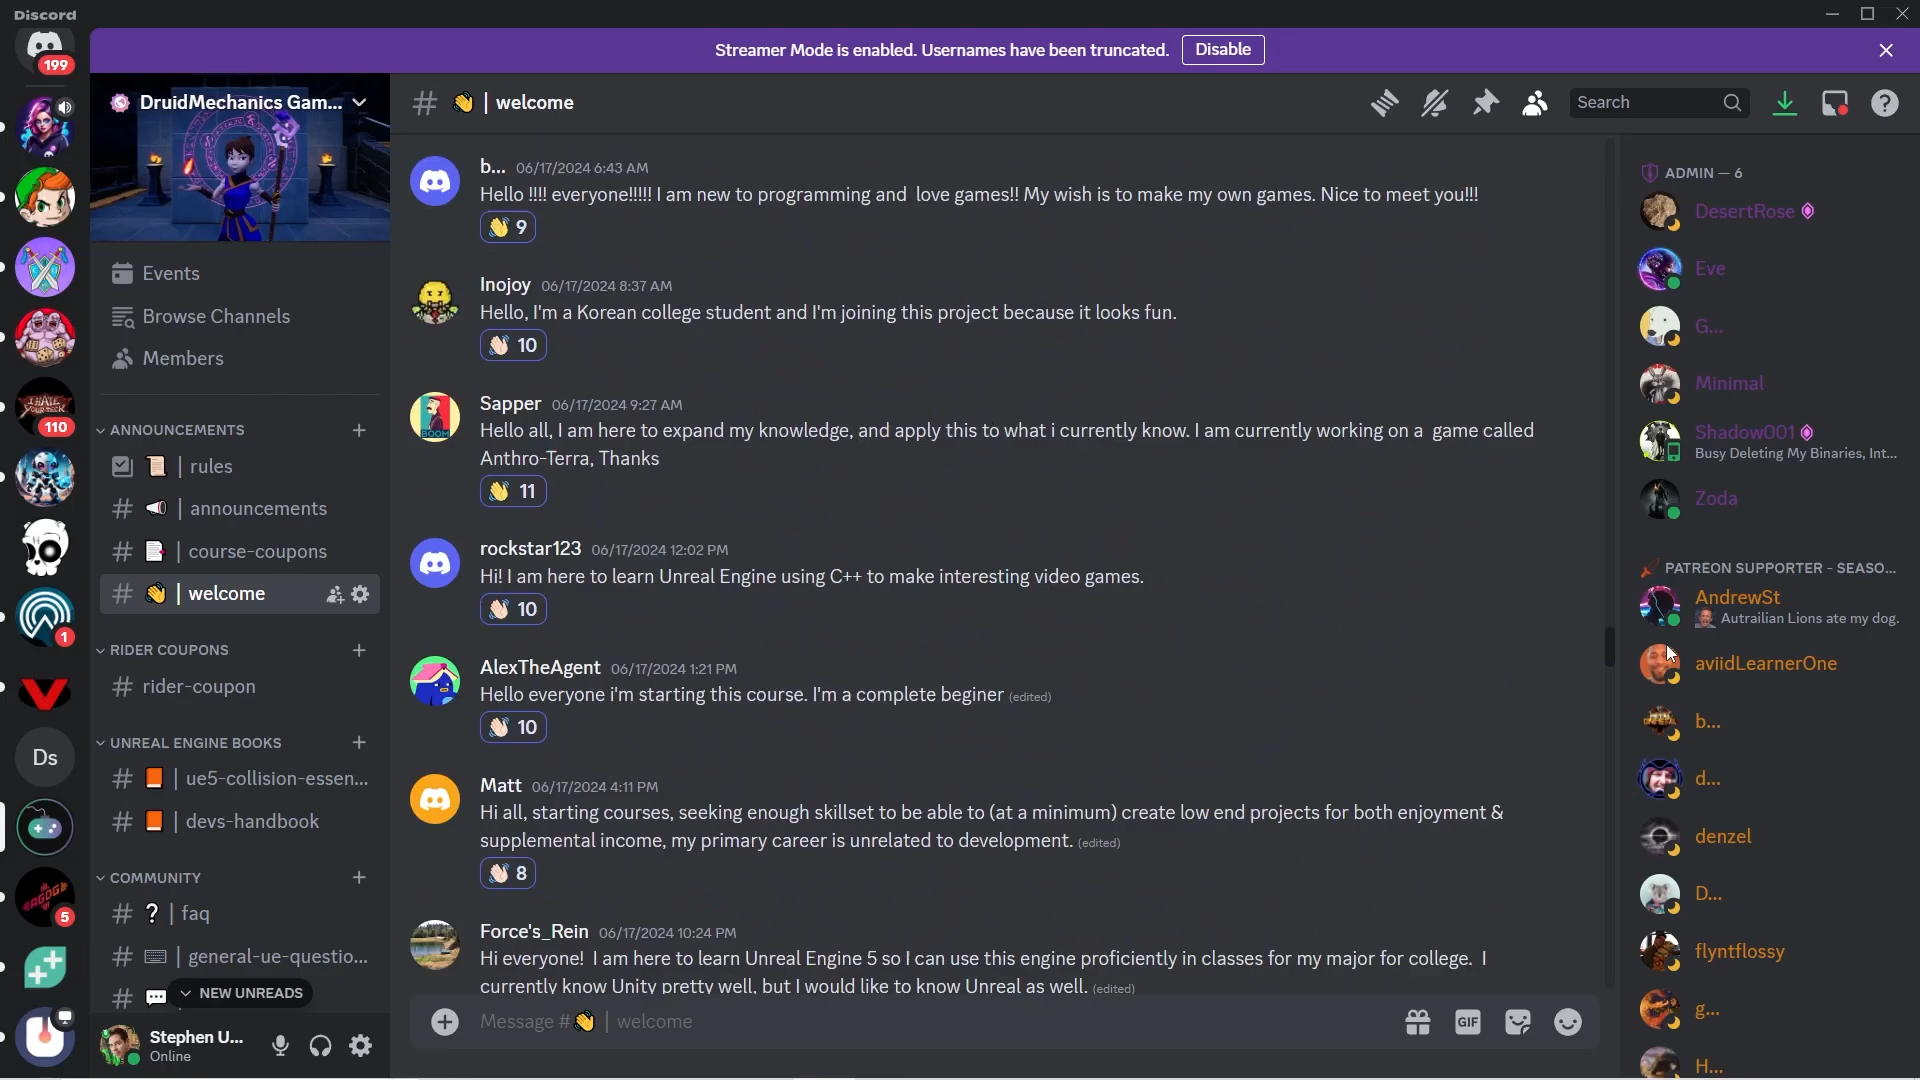 Discord
199
Streamer Mode is enabled. Usernames have been truncated.
Disable
DruidMechanics Gam...
Events
Browse Channels
Members
ANNOUNCEMENTS
| rules
# | announcements
# | course-coupons
# | welcome
RIDER COUPONS
# rider-coupon
UNREAL ENGINE BOOKS
# | ue5-collision-essen...
# | devs-handbook
COMMUNITY
# ? | faq
# | general-ue-questio...
#
NEW UNREADS
Stephen U...
Online
110
1
Ds
5
# | welcome
Search
b... 06/17/2024 6:43 AM
Hello !!!! everyone!!!!! I am new to programming and love games!! My wish is to make my own games. Nice to meet you!!!
9
Inojoy 06/17/2024 8:37 AM
Hello, I'm a Korean college student and I'm joining this project because it looks fun.
10
Sapper 06/17/2024 9:27 AM
Hello all, I am here to expand my knowledge, and apply this to what i currently know. I am currently working on a game called
Anthro-Terra, Thanks
11
BOOM
rockstar123 06/17/2024 12:02 PM
Hi! I am here to learn Unreal Engine using C++ to make interesting video games.
10
AlexTheAgent 06/17/2024 1:21 PM
Hello everyone i'm starting this course. I'm a complete beginer (edited)
10
Matt 06/17/2024 4:11 PM
Hi all, starting courses, seeking enough skillset to be able to (at a minimum) create low end projects for both enjoyment &
supplemental income, my primary career is unrelated to development. (edited)
8
Force's_Rein 06/17/2024 10:24 PM
Hi everyone! I am here to learn Unreal Engine 5 so I can use this engine proficiently in classes for my major for college. I
currently know Unity pretty well, but I would like to know Unreal as well. (edited)
Message # | welcome
GIF
ADMIN — 6
DesertRose
Eve
G...
Minimal
Shadow001
Busy Deleting My Binaries, Int...
Zoda
PATREON SUPPORTER - SEASO...
AndrewSt
Autrailian Lions ate my dog.
aviidLearnerOne
b...
d...
denzel
D...
flyntflossy
g...
H...